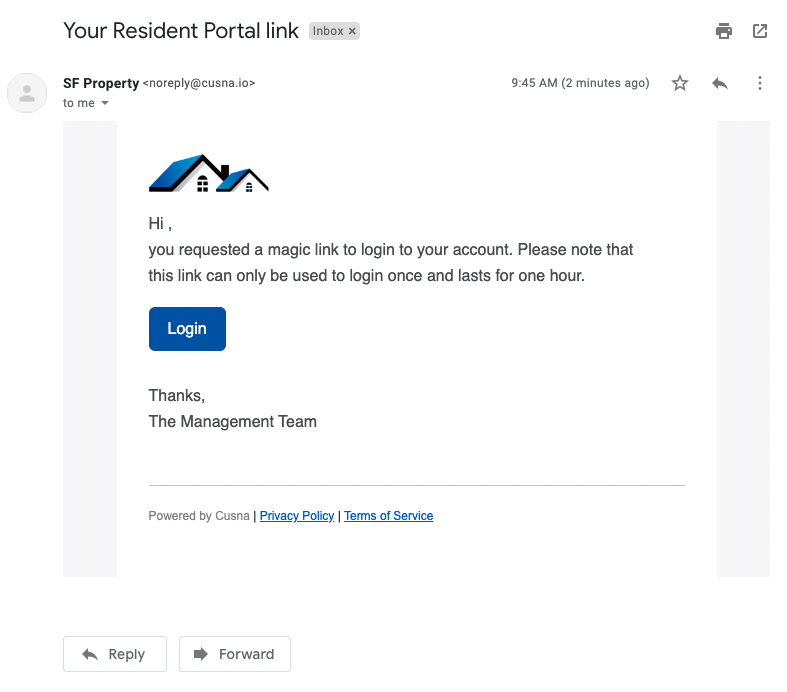 Your Resident Portal link Inbox ×
SF Property <noreply@cusna.io> 9:45 AM (2 minutes ago)
to me
Hi ,
you requested a magic link to login to your account. Please note that
this link can only be used to login once and lasts for one hour.
Login
Thanks,
The Management Team
Powered by Cusna | Privacy Policy | Terms of Service
Reply Forward